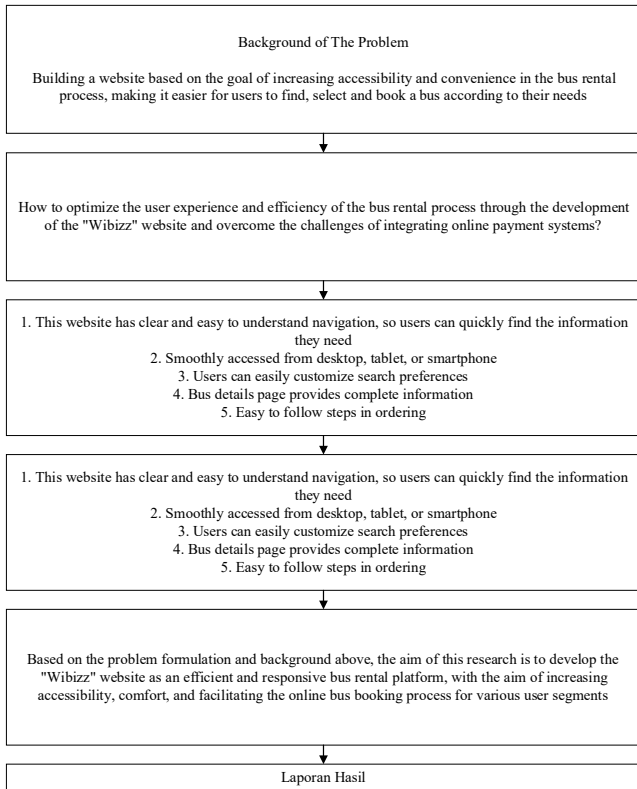 Background of The Problem
Building a website based on the goal of increasing accessibility and convenience in the bus rental
process, making it easier for users to find, select and book a bus according to their needs
How to optimize the user experience and efficiency of the bus rental process through the development
of the "Wibizz" website and overcome the challenges of integrating online payment systems?
1. This website has clear and easy to understand navigation, so users can quickly find the information
they need
2. Smoothly accessed from desktop, tablet, or smartphone
3. Users can easily customize search preferences
4. Bus details page provides complete information
5. Easy to follow steps in ordering
1. This website has clear and easy to understand navigation, so users can quickly find the information
they need
2. Smoothly accessed from desktop, tablet, or smartphone
3. Users can easily customize search preferences
4. Bus details page provides complete information
5. Easy to follow steps in ordering
Based on the problem formulation and background above, the aim of this research is to develop the
"Wibizz" website as an efficient and responsive bus rental platform, with the aim of increasing
accessibility, comfort, and facilitating the online bus booking process for various user segments
Laporan Hasil